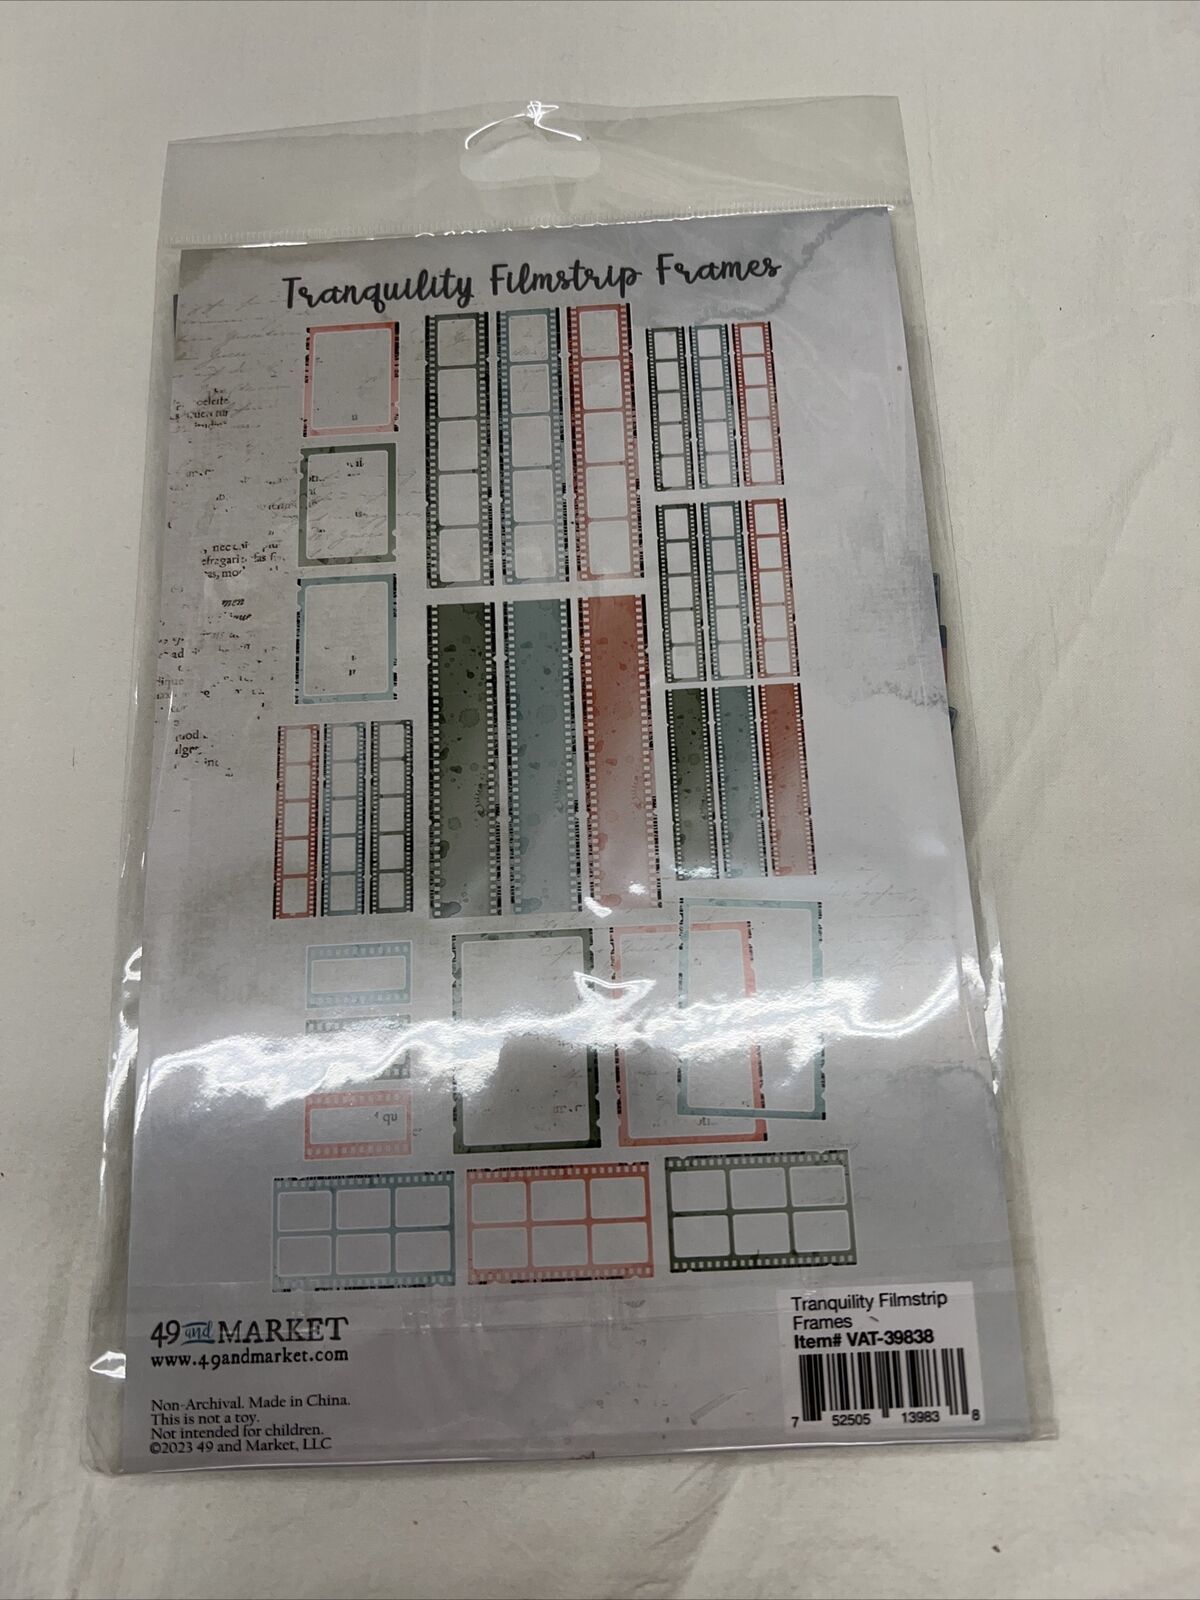 Tranquility Filmstrip Frames
49 and MARKET
www.49andmarket.com
Non-Archival. Made in China.
This is not a toy.
Not intended for children.
©2023 49 and Market, LLC
Tranquility Filmstrip
Frames
Item# VAT-39838
7 52505 13983 8